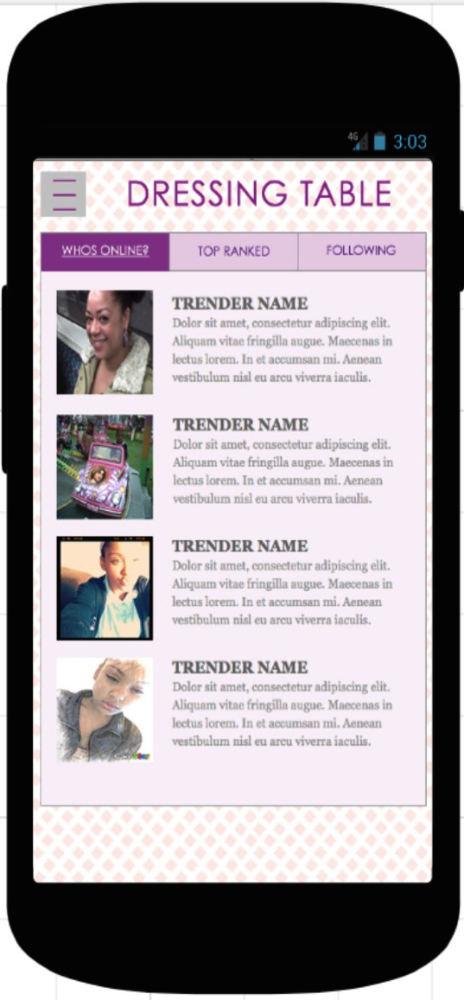 4G 3:03
DRESSING TABLE
WHOS ONLINE? TOP RANKED FOLLOWING
TRENDER NAME
Dolor sit amet, consectetur adipiscing elit.
Aliquam vitae fringilla augue. Maecenas in
lectus lorem. In et accumsan mi. Aenean
vestibulum nisl eu arcu viverra iaculis.
TRENDER NAME
Dolor sit amet, consectetur adipiscing elit.
Aliquam vitae fringilla augue. Maecenas in
lectus lorem. In et accumsan mi. Aenean
vestibulum nisl eu arcu viverra iaculis.
TRENDER NAME
Dolor sit amet, consectetur adipiscing elit.
Aliquam vitae fringilla augue. Maecenas in
lectus lorem. In et accumsan mi. Aenean
vestibulum nisl eu arcu viverra iaculis.
TRENDER NAME
Dolor sit amet, consectetur adipiscing elit.
Aliquam vitae fringilla augue. Maecenas in
lectus lorem. In et accumsan mi. Aenean
vestibulum nisl eu arcu viverra iaculis.